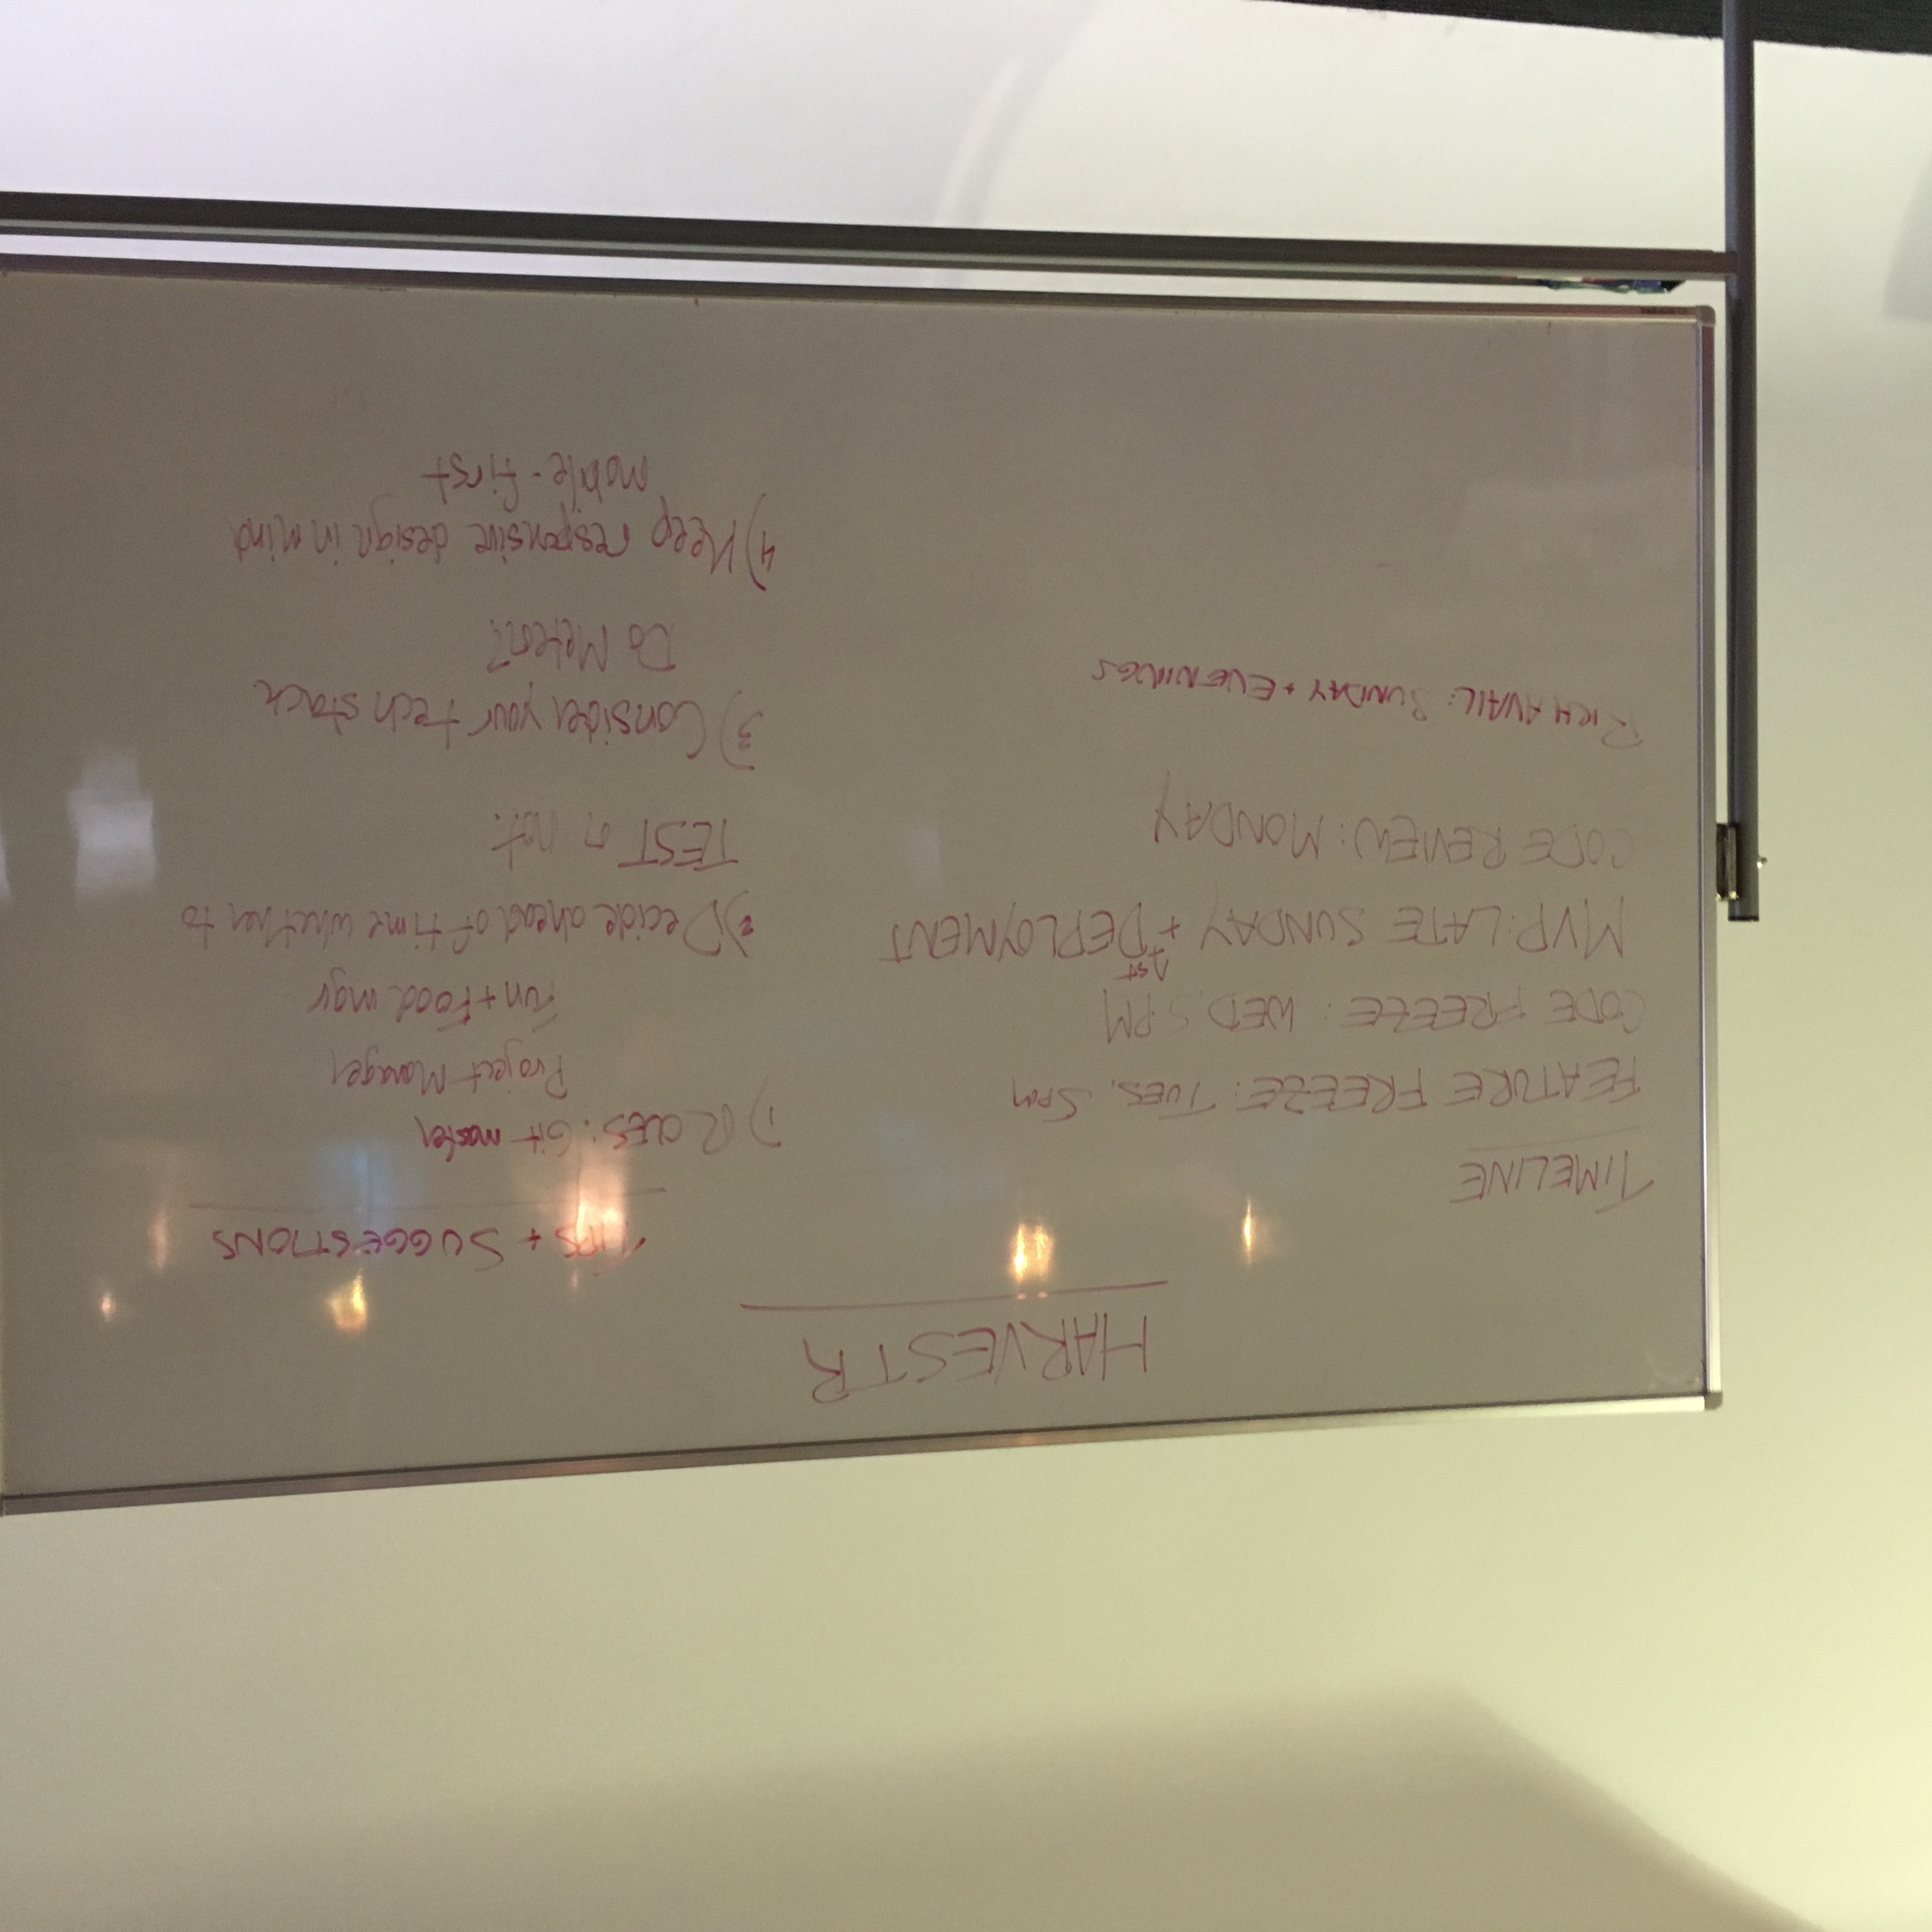 HARVESTR
TIMELINE
FEATURE FREEZE: TUES, 5PM
CODE FREEZE: WED 5 PM
MVP: LATE SUNDAY + 1st DEPLOYMENT
CODE REVIEW: MONDAY
RICH AVAIL: SUNDAY + EVENINGS
TIPS + SUGGESTIONS
1) ROLES: Git master
Project Manager
Fun + Food mgr
2) Decide ahead of time whether to
TEST or not.
3) Consider your tech stack.
Do Meteor?
4) Keep responsive design in mind
mobile-first